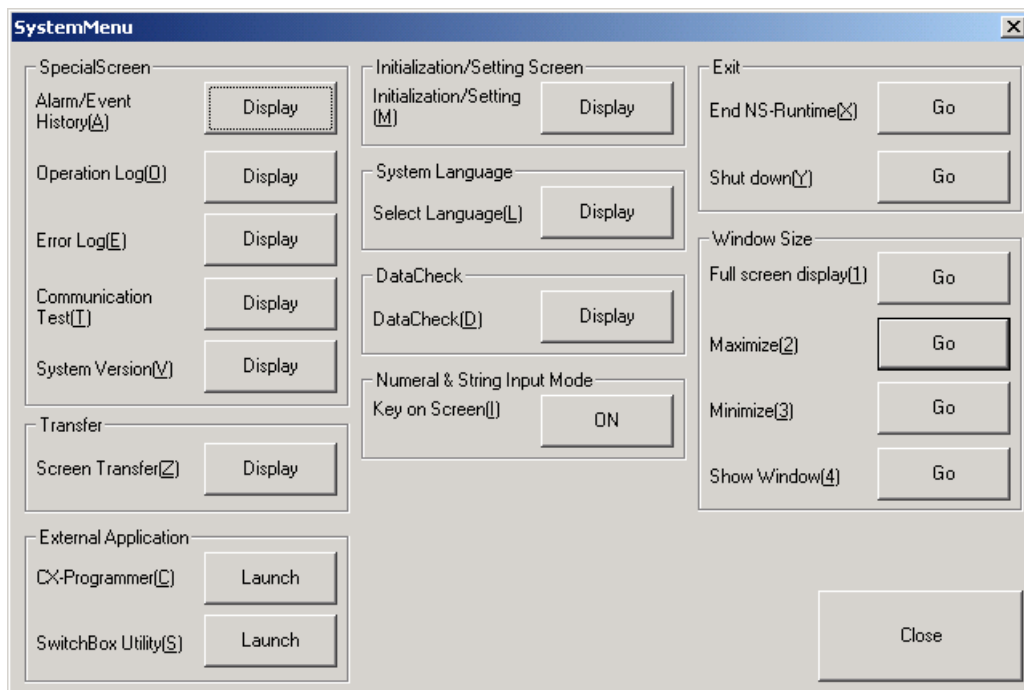 SystemMenu
SpecialScreen
Alarm/Event
History(A)
Display
Operation Log(O)
Display
Error Log(E)
Display
Communication
Test(T)
Display
System Version(V)
Display
Transfer
Screen Transfer(Z)
Display
External Application
CX-Programmer(C)
Launch
SwitchBox Utility(S)
Launch
Initialization/Setting Screen
Initialization/Setting
(M)
Display
System Language
Select Language(L)
Display
DataCheck
DataCheck(D)
Display
Numeral & String Input Mode
Key on Screen(I)
ON
Exit
End NS-Runtime(X)
Go
Shut down(Y)
Go
Window Size
Full screen display(1)
Go
Maximize(2)
Go
Minimize(3)
Go
Show Window(4)
Go
Close